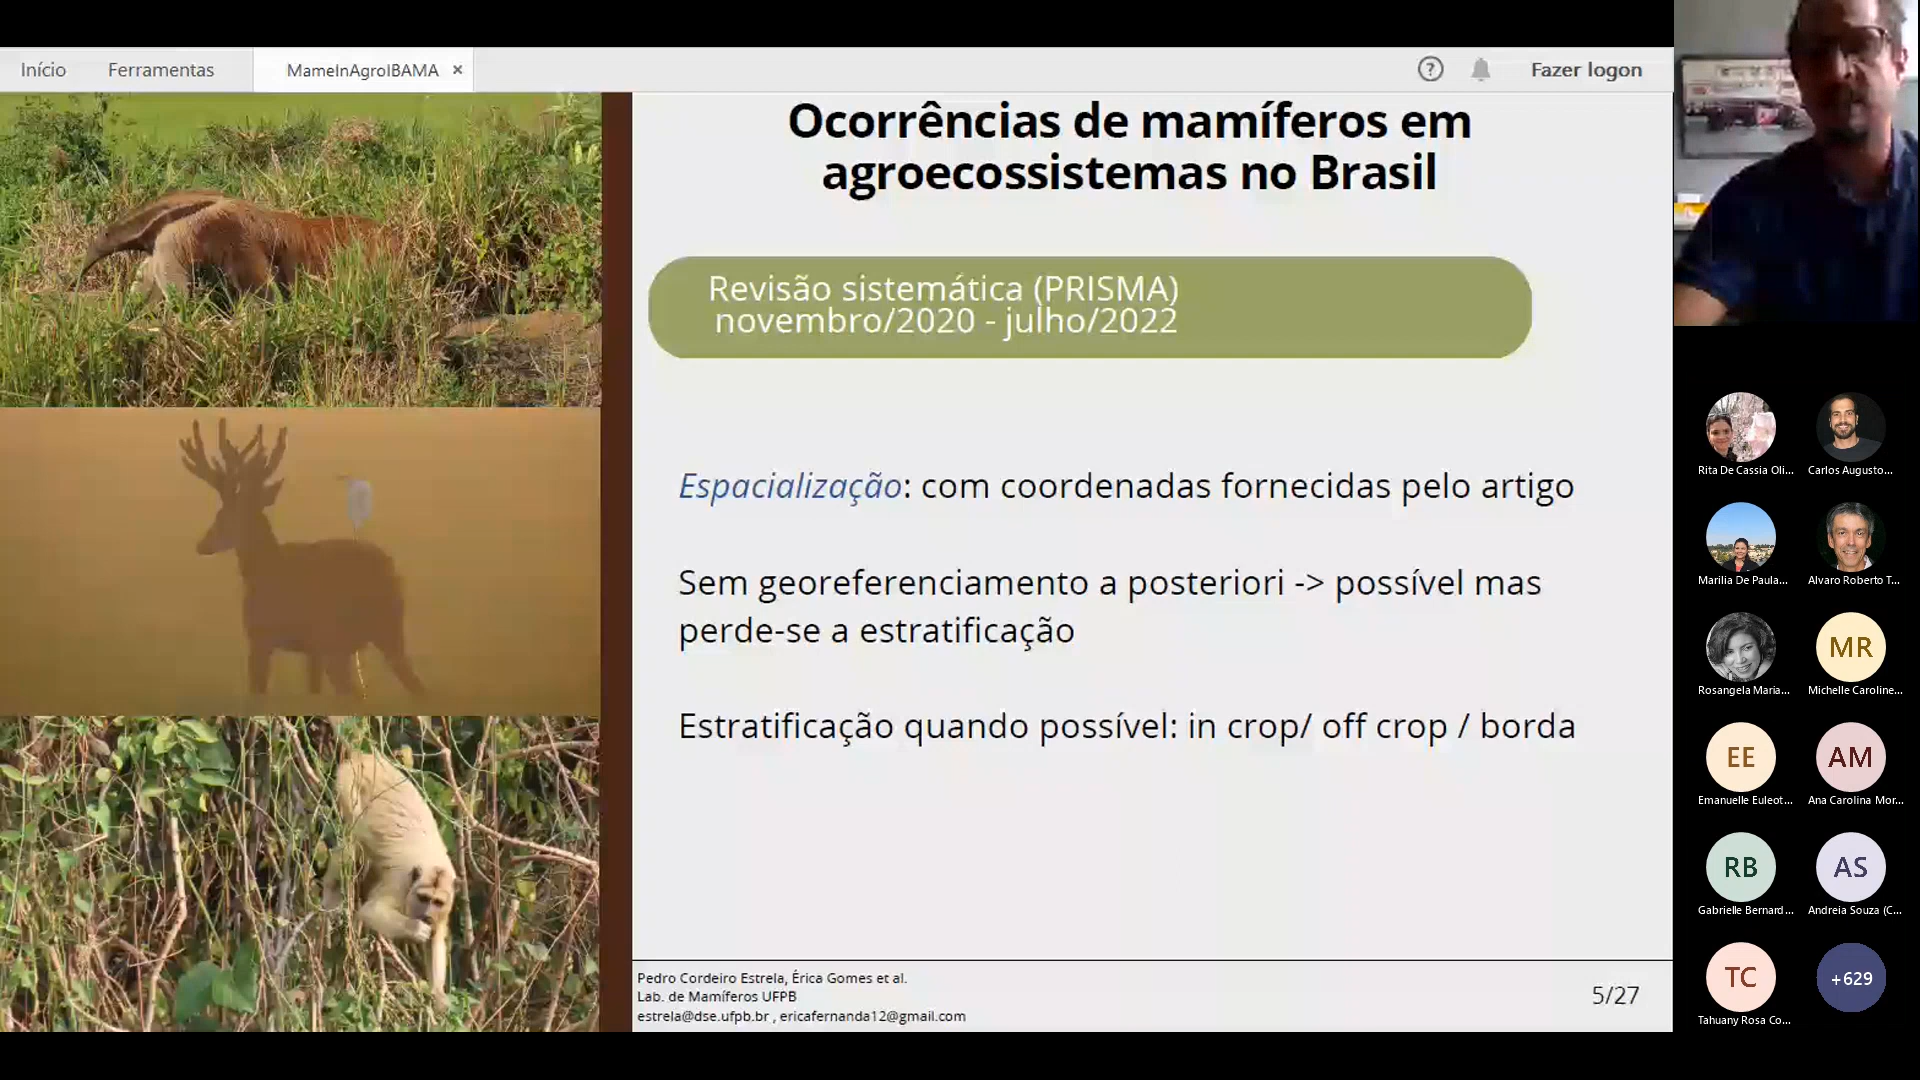 Início Ferramentas MameInAgroIBAMA × ? Fazer logon
Ocorrências de mamíferos em
agroecossistemas no Brasil
Revisão sistemática (PRISMA)
novembro/2020 - julho/2022
Espacialização: com coordenadas fornecidas pelo artigo
Sem georeferenciamento a posteriori -> possível mas
perde-se a estratificação
Estratificação quando possível: in crop/ off crop / borda
Pedro Cordeiro Estrela, Érica Gomes et al.
Lab. de Mamíferos UFPB
estrela@dse.ufpb.br , ericafernanda12@gmail.com
5/27
Rita De Cassia Oli... Carlos Augusto...
Marilia De Paula... Alvaro Roberto T...
MR
Rosangela Maria... Michelle Caroline...
EE AM
Emanuelle Euleot... Ana Carolina Mor...
RB AS
Gabrielle Bernard... Andreia Souza (C...
TC +629
Tahuany Rosa Co...